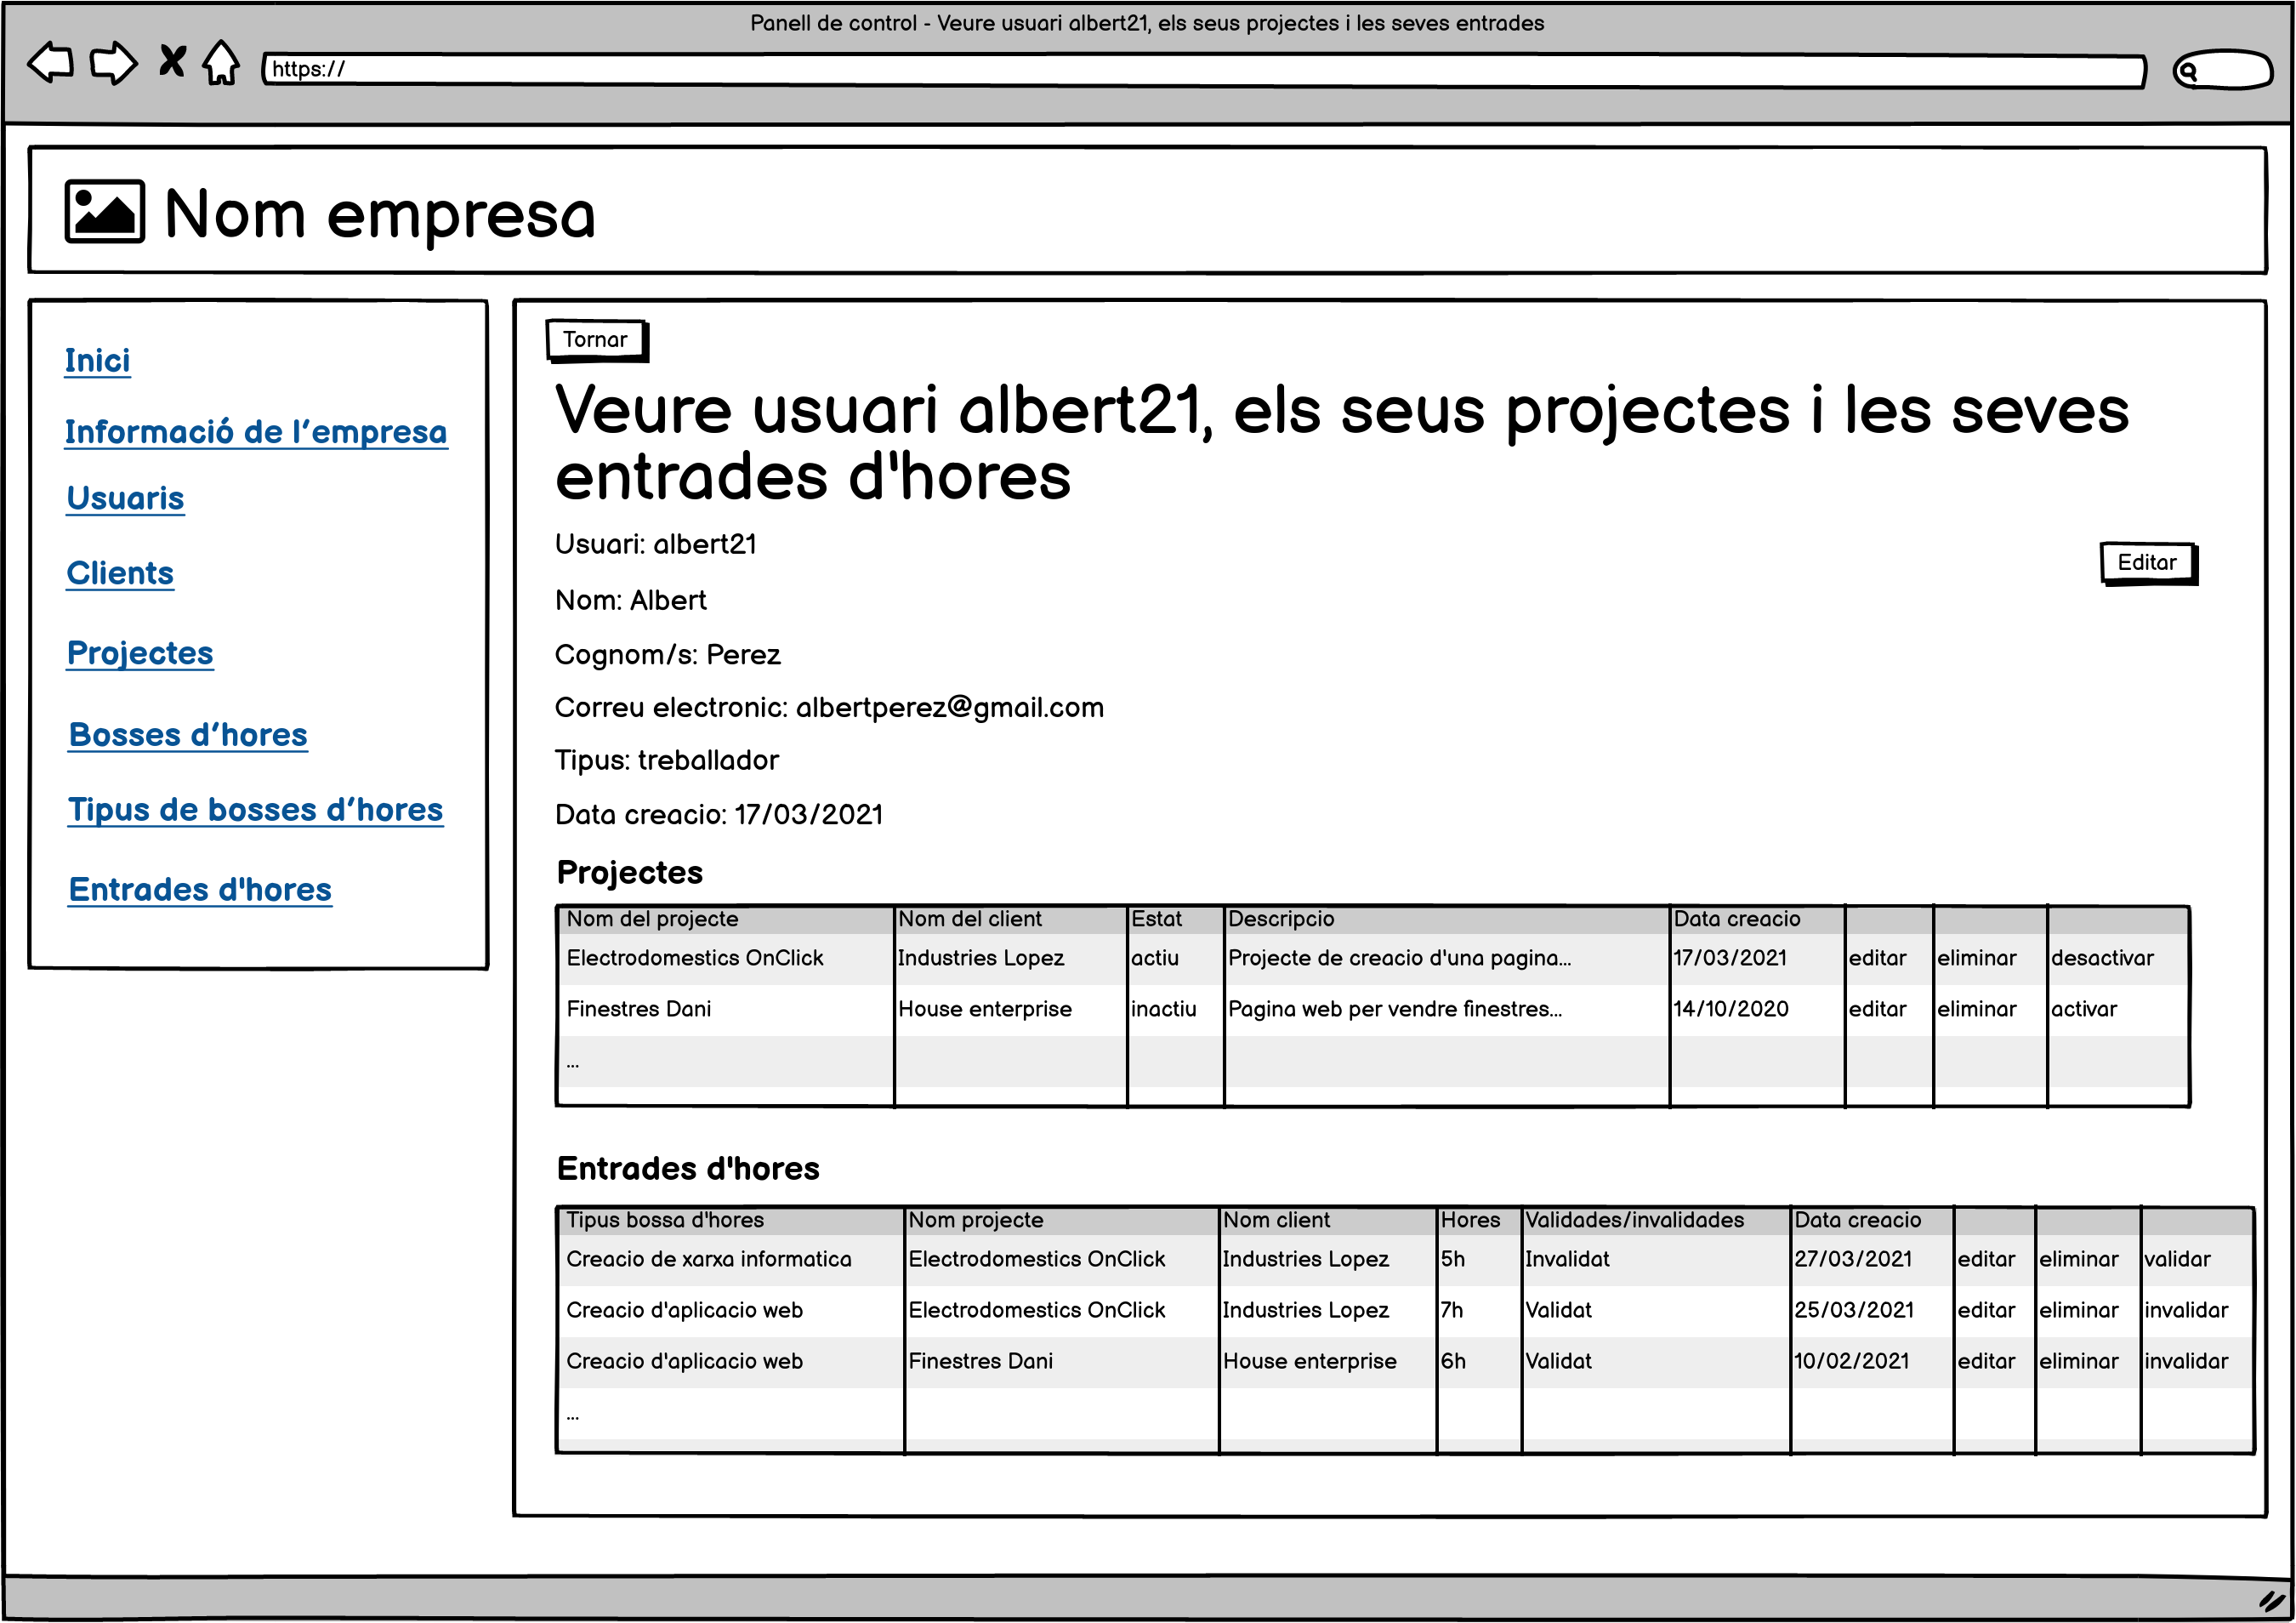 Panell de control - Veure usuari albert21, els seus projectes i les seves entrades
https://
Nom empresa
Inici
Informació de l’empresa
Usuaris
Clients
Projectes
Bosses d’hores
Tipus de bosses d’hores
Entrades d'hores
Tornar
Veure usuari albert21, els seus projectes i les seves
entrades d'hores
Usuari: albert21
Editar
Nom: Albert
Cognom/s: Perez
Correu electronic: albertperez@gmail.com
Tipus: treballador
Data creacio: 17/03/2021
Projectes
Nom del projecte Nom del client Estat Descripcio Data creacio
Electrodomestics OnClick Industries Lopez actiu Projecte de creacio d'una pagina... 17/03/2021 editar eliminar desactivar
Finestres Dani House enterprise inactiu Pagina web per vendre finestres... 14/10/2020 editar eliminar activar
...
Entrades d'hores
Tipus bossa d'hores Nom projecte Nom client Hores Validades/invalidades Data creacio
Creacio de xarxa informatica Electrodomestics OnClick Industries Lopez 5h Invalidat 27/03/2021 editar eliminar validar
Creacio d'aplicacio web Electrodomestics OnClick Industries Lopez 7h Validat 25/03/2021 editar eliminar invalidar
Creacio d'aplicacio web Finestres Dani House enterprise 6h Validat 10/02/2021 editar eliminar invalidar
...